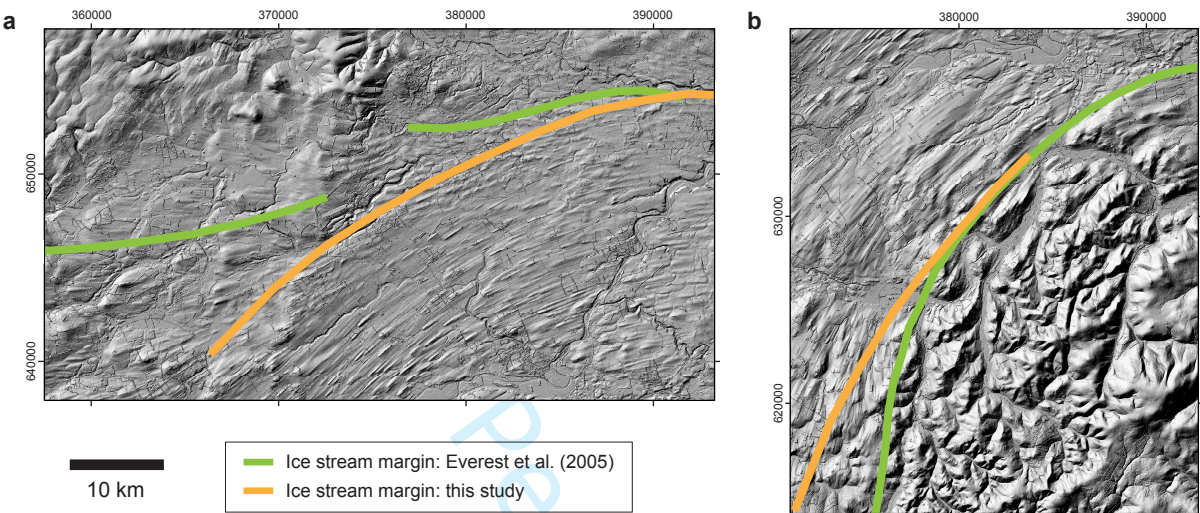 a
360000 370000 380000 390000
650000
640000
b
380000 390000
630000
620000
10 km
Ice stream margin: Everest et al. (2005)
Ice stream margin: this study
Pe